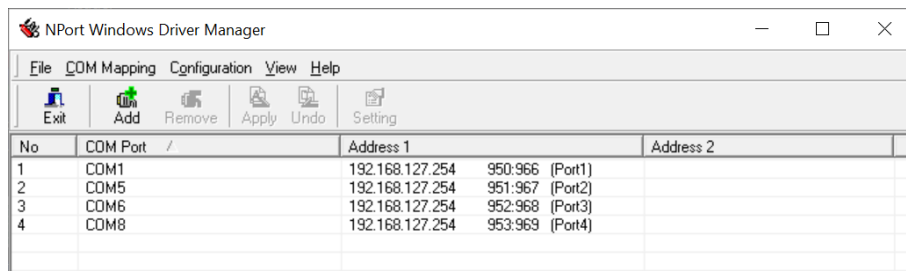 NPort Windows Driver Manager
File COM Mapping Configuration View Help
Exit Add Remove Apply Undo Setting
No COM Port Address 1 Address 2
1 COM1 192.168.127.254 950:966 (Port1)
2 COM5 192.168.127.254 951:967 (Port2)
3 COM6 192.168.127.254 952:968 (Port3)
4 COM8 192.168.127.254 953:969 (Port4)